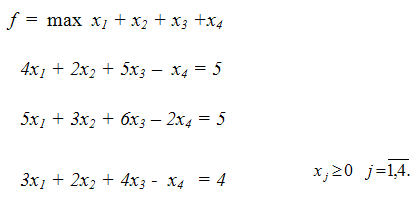 f = max x₁ + x₂ + x₃ +x₄
4x₁ + 2x₂ + 5x₃ – x₄ = 5
5x₁ + 3x₂ + 6x₃ – 2x₄ = 5
3x₁ + 2x₂ + 4x₃ - x₄ = 4 xⱼ≥0 j=1,4.